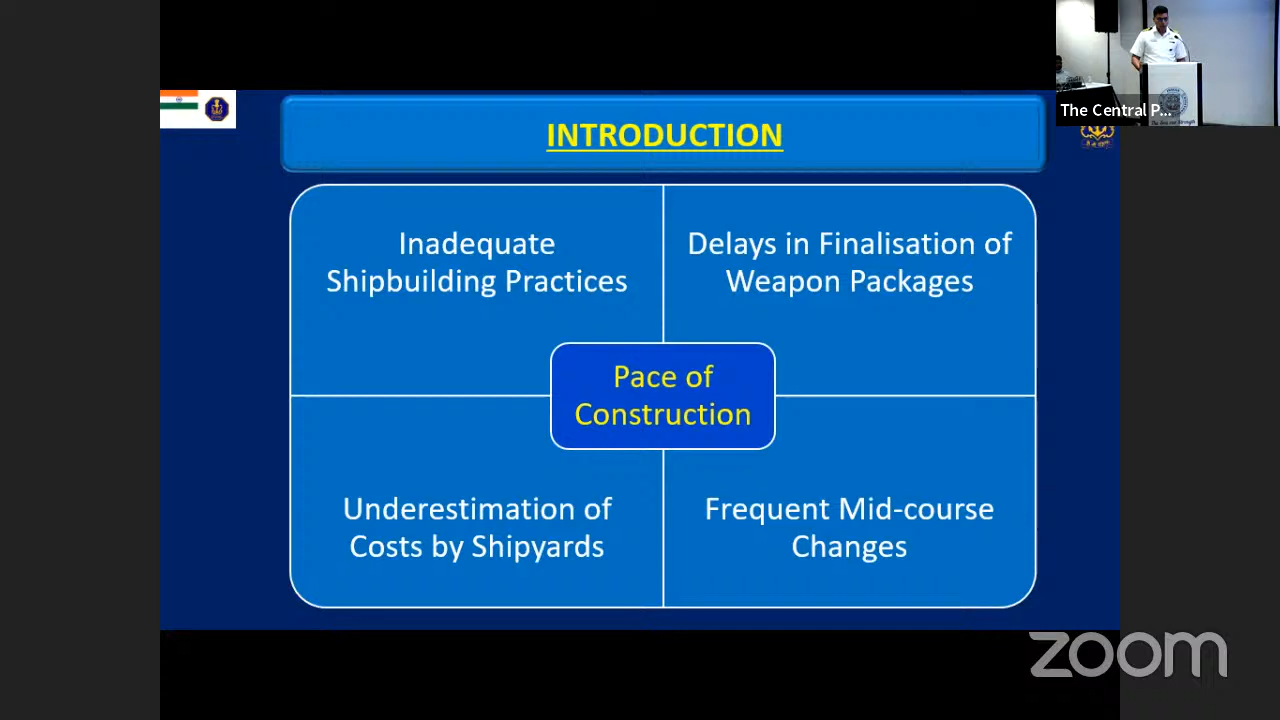 INTRODUCTION
Inadequate
Shipbuilding Practices
Delays in Finalisation of
Weapon Packages
Pace of
Construction
Underestimation of
Costs by Shipyards
Frequent Mid-course
Changes
The Central P...
zoom